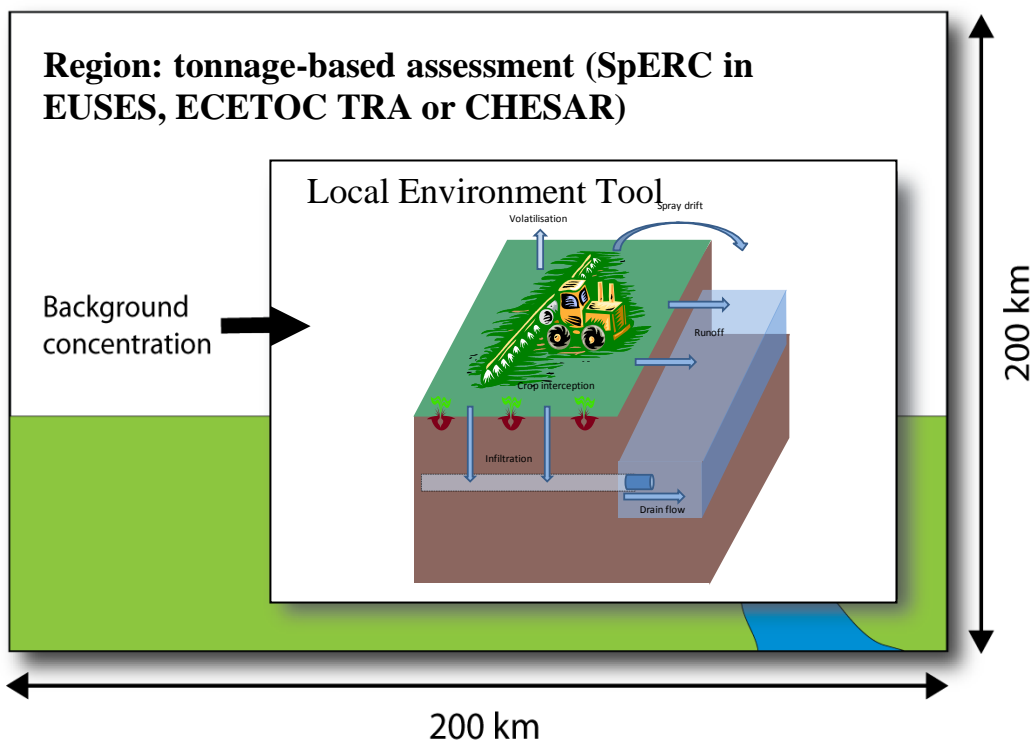 Region: tonnage-based assessment (SpERC in
EUSES, ECETOC TRA or CHESAR)
Local Environment Tool
Spray drift
Volatilisation
Background
concentration
Runoff
Crop interception
Infiltration
Drain flow
200 km
200 km